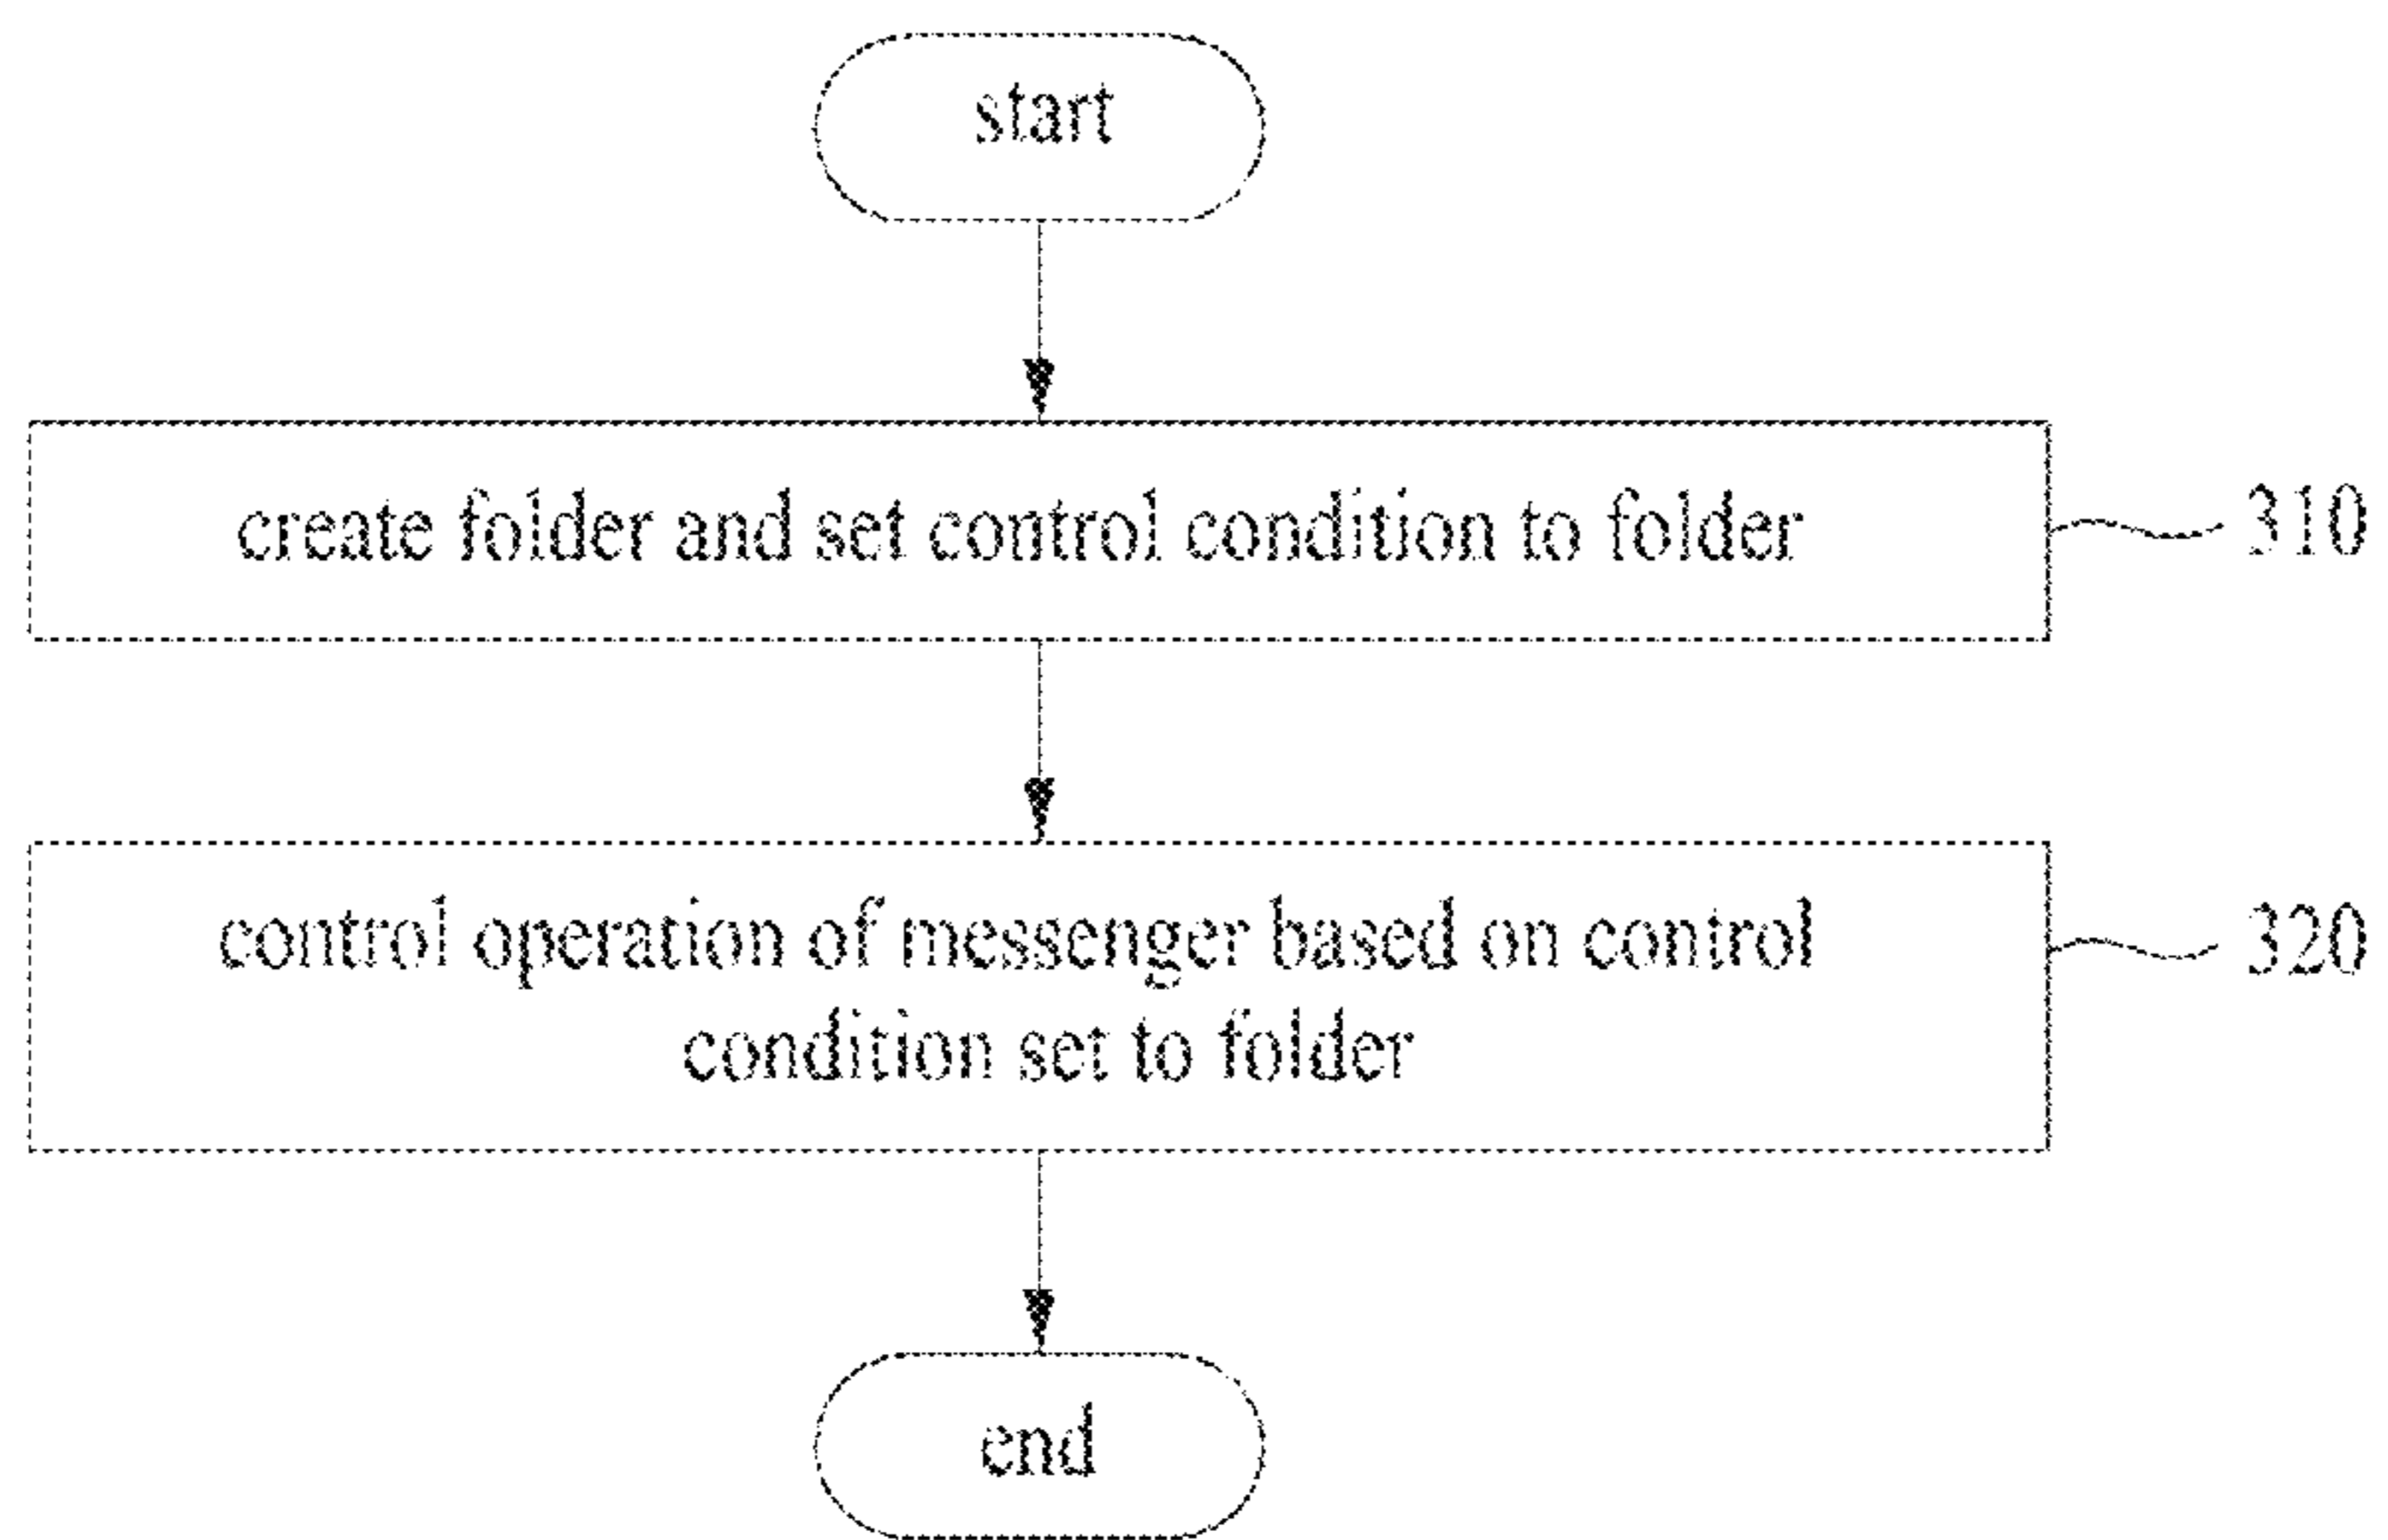 start
create folder and set control condition to folder
310
control operation of messenger based on control
condition set to folder
320
end